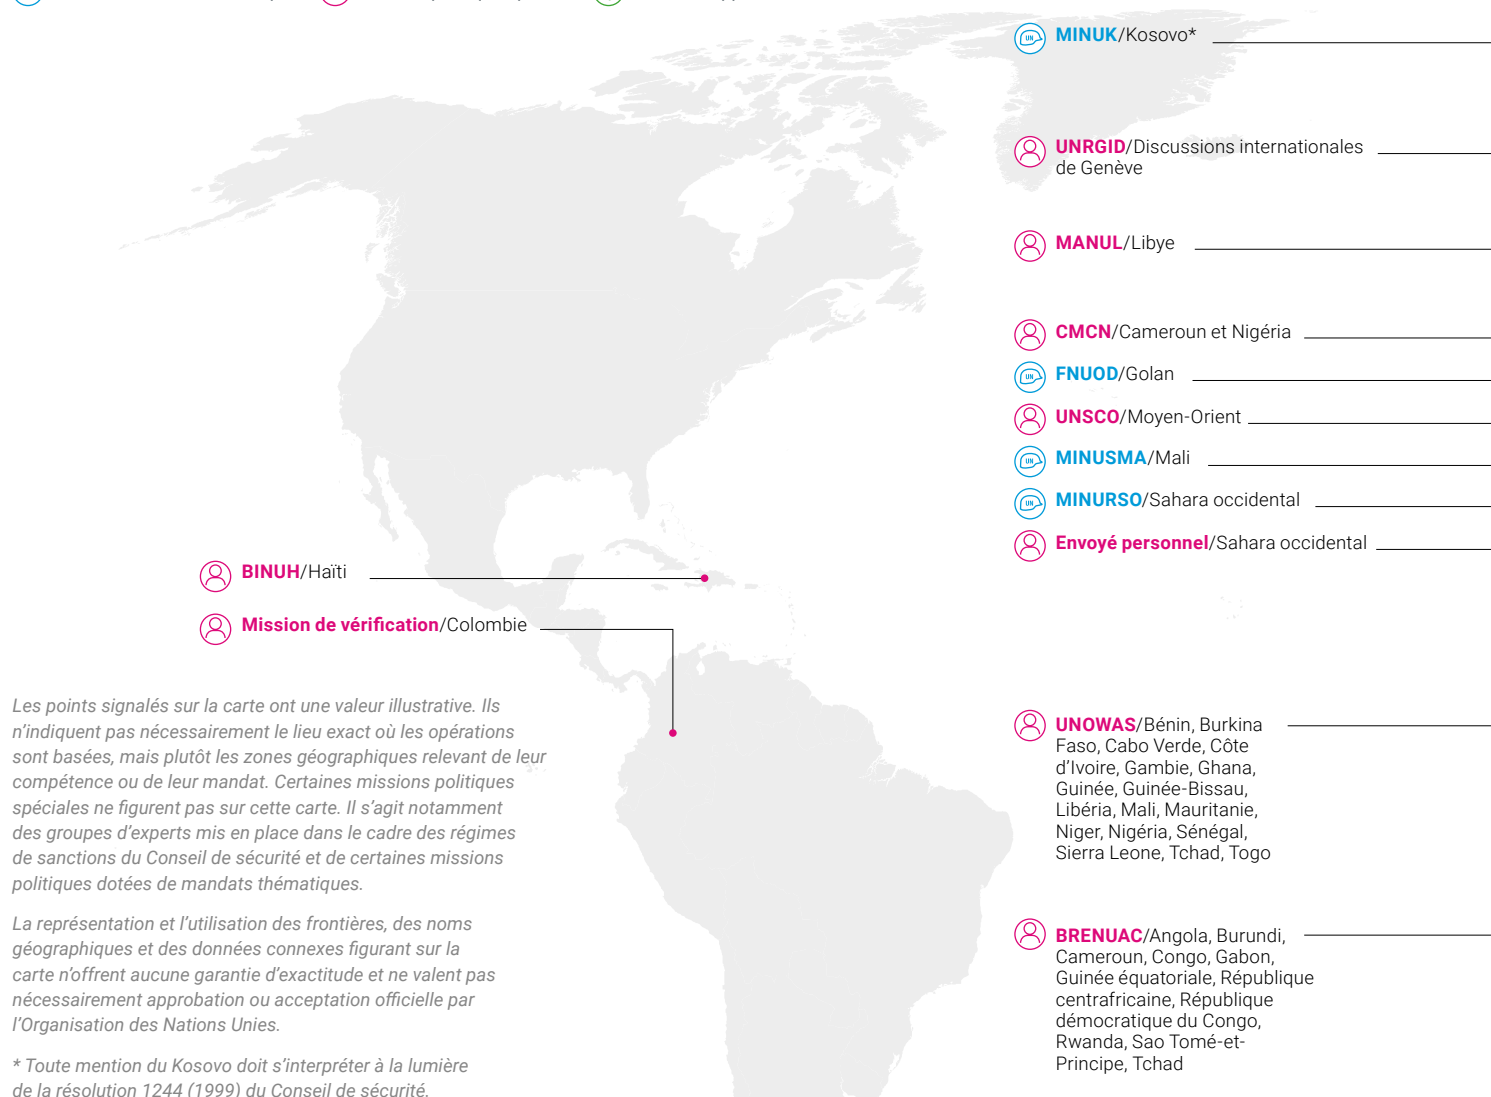 MINUK/Kosovo*
UNRGID/Discussions internationales
de Genève
MANUL/Libye
CMCN/Cameroun et Nigéria
UN FNUOD/Golan
UNSCO/Moyen-Orient
UN MINUSMA/Mali
UN MINURSO/Sahara occidental
Envoyé personnel/Sahara occidental
BINUH/Haïti
Mission de vérification/Colombie
Les points signalés sur la carte ont une valeur illustrative. Ils
n'indiquent pas nécessairement le lieu exact où les opérations
sont basées, mais plutôt les zones géographiques relevant de leur
compétence ou de leur mandat. Certaines missions politiques
spéciales ne figurent pas sur cette carte. Il s'agit notamment
des groupes d'experts mis en place dans le cadre des régimes
de sanctions du Conseil de sécurité et de certaines missions
politiques dotées de mandats thématiques.
La représentation et l'utilisation des frontières, des noms
géographiques et des données connexes figurant sur la
carte n'offrent aucune garantie d'exactitude et ne valent pas
nécessairement approbation ou acceptation officielle par
l'Organisation des Nations Unies.
* Toute mention du Kosovo doit s'interpréter à la lumière
de la résolution 1244 (1999) du Conseil de sécurité.
UNOWAS/Bénin, Burkina
Faso, Cabo Verde, Côte
d'Ivoire, Gambie, Ghana,
Guinée, Guinée-Bissau,
Libéria, Mali, Mauritanie,
Niger, Nigéria, Sénégal,
Sierra Leone, Tchad, Togo
BRENUAC/Angola, Burundi,
Cameroun, Congo, Gabon,
Guinée équatoriale, République
centrafricaine, République
démocratique du Congo,
Rwanda, Sao Tomé-et-
Principe, Tchad